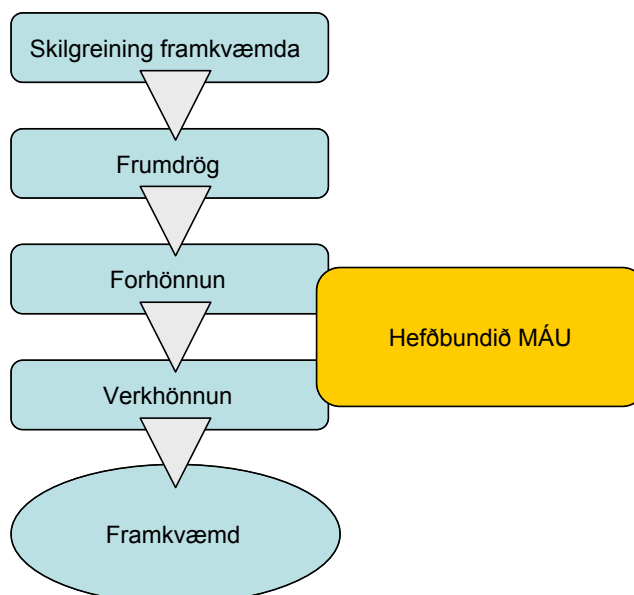 Skilgreining framkvæmda
Frumdrög
Forhönnun
Hefðbundið MÁU
Verkhönnun
Framkvæmd